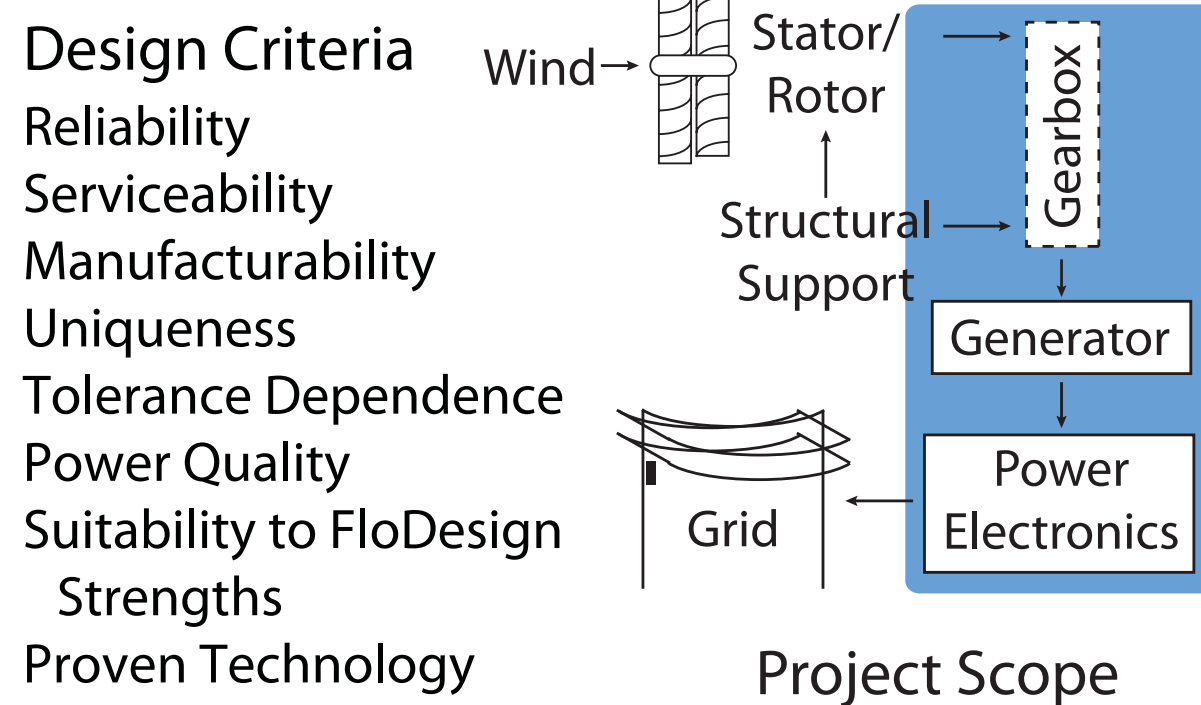 Design Criteria
Reliability
Serviceability
Manufacturability
Uniqueness
Tolerance Dependence
Power Quality
Suitability to FloDesign
Strengths
Proven Technology
Wind
Stator/
Rotor
Gearbox
Structural
Support
Generator
Power
Electronics
Grid
Project Scope